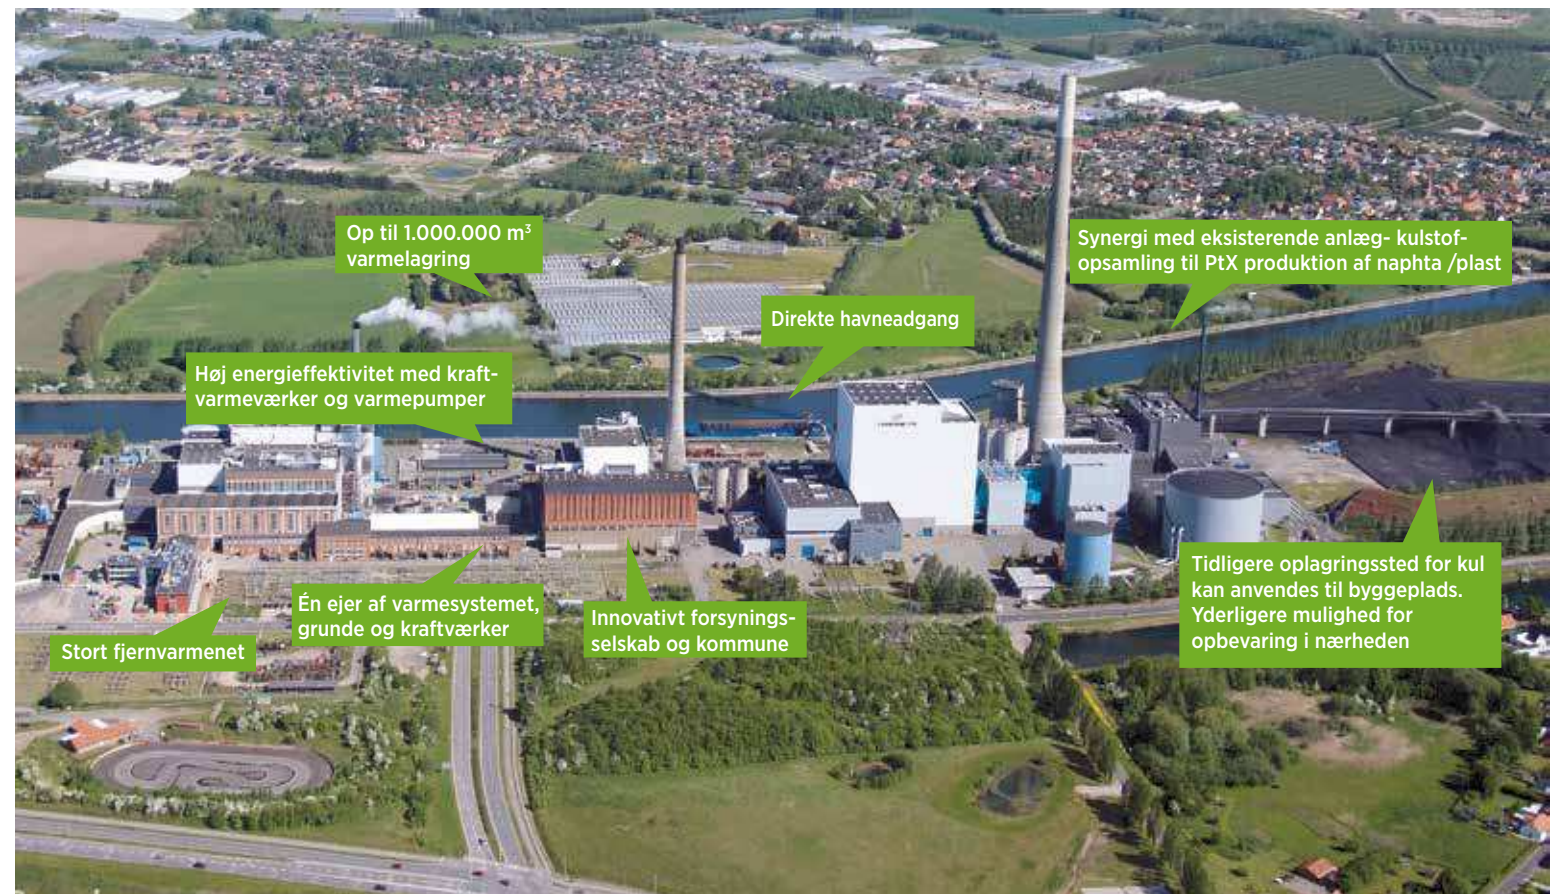 Op til 1.000.000 m³
varmelagring
Synergi med eksisterende anlæg- kulstof-
opsamling til PtX produktion af naphta /plast
Direkte havneadgang
Høj energieffektivitet med kraft-
varmeværker og varmepumper
Tidligere oplagringssted for kul
kan anvendes til byggeplads.
Yderligere mulighed for
opbevaring i nærheden
Én ejer af varmesystemet,
grunde og kraftværker
Innovativt forsynings-
selskab og kommune
Stort fjernvarmenet